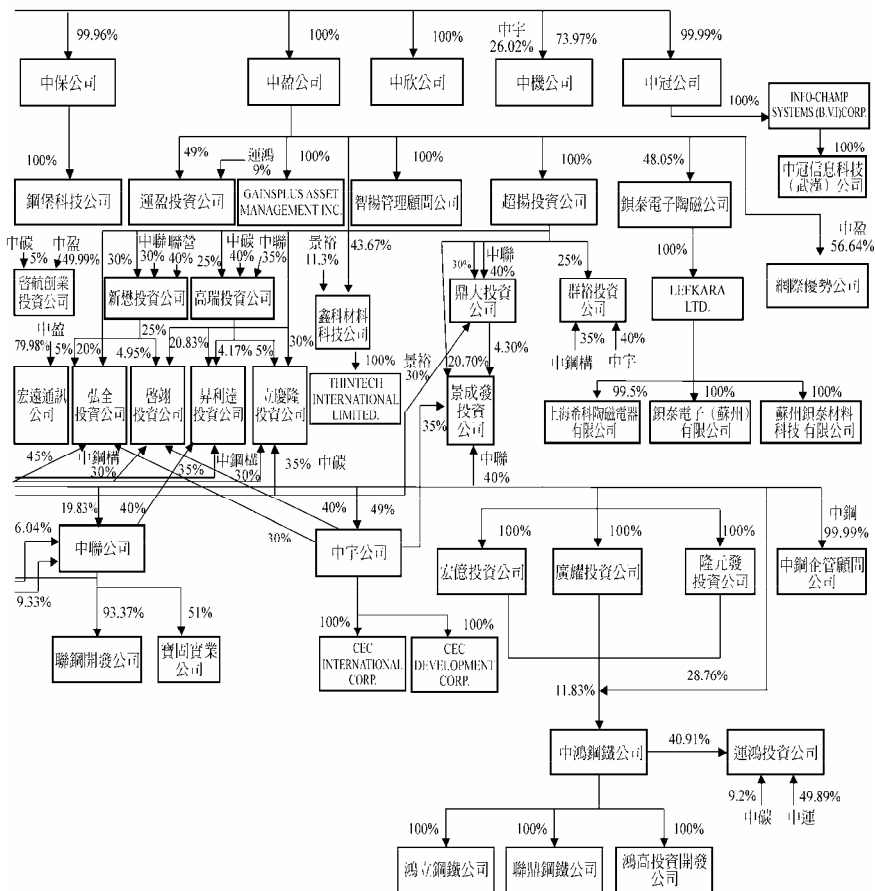 99.96%
100%
100%
中宇
26.02%
73.97%
99.99%
中保公司
中盈公司
中欣公司
中機公司
中冠公司
100%
INFO-CHAMP
SYSTEMS (B.V.I)CORP.
100%
中冠信息科技
(武漢)公司
100%
49%
運鴻
9%
100%
100%
100%
48.05%
鋼堡科技公司
運盈投資公司
GAINSPLUS ASSET
MANAGEMENT INC.
智揚管理顧問公司
超揚投資公司
鋇泰電子陶磁公司
中盈
56.64%
網際優勢公司
中碳
5%
中盈
49.99%
啓航創業
投資公司
30%
中聯
30%
聯營
40%
25%
中碳
40%
中聯
35%
新懋投資公司
高瑞投資公司
景裕
11.3%
43.67%
鑫科材料
科技公司
100%
THINTECH
INTERNATIONAL
LIMITED.
30%
中聯
40%
鼎大投資
公司
25%
群裕投資
公司
35%
中鋼構
40%
中宇
100%
LEFKARA
LTD.
中盈
79.98%
5%
20%
25%
4.95%
20.83%
4.17%
5%
30%
景裕
30%
20.70%
4.30%
宏遠通訊
公司
弘全
投資公司
啓翊
投資公司
昇利達
投資公司
立慶隆
投資公司
景成發
投資
公司
35%
99.5%
100%
100%
上海希科陶磁電器
有限公司
鋇泰電子(蘇州)
有限公司
蘇州鋇泰材料
科技 有限公司
45%
中鋼構
30%
35%
中鋼構
30%
35%
中碳
中聯
40%
19.83%
40%
30%
40%
49%
6.04%
9.33%
中聯公司
中宇公司
100%
100%
100%
中鋼
99.99%
宏億投資公司
廣耀投資公司
隆元發
投資公司
中鋼企管顧問
公司
93.37%
51%
聯鋼開發公司
寶固實業
公司
100%
100%
CEC
INTERNATIONAL
CORP.
CEC
DEVELOPMENT
CORP.
11.83%
28.76%
中鴻鋼鐵公司
40.91%
運鴻投資公司
9.2%
中碳
49.89%
中運
100%
100%
100%
鴻立鋼鐵公司
聯鼎鋼鐵公司
鴻高投資開發
公司